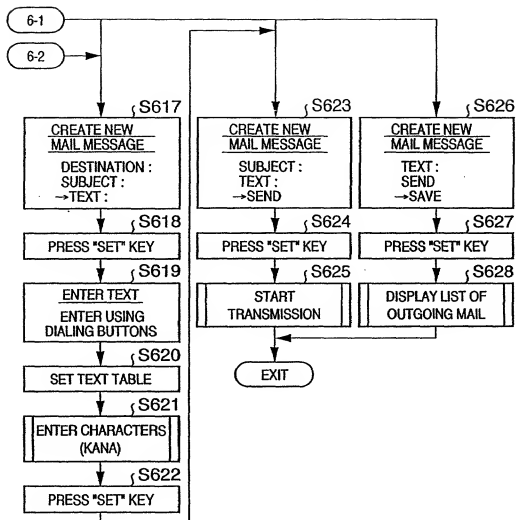 6-1
6-2
S617
CREATE NEW
MAIL MESSAGE
DESTINATION :
SUBJECT :
→TEXT :
S618
PRESS "SET" KEY
S619
ENTER TEXT
ENTER USING
DIALING BUTTONS
S620
SET TEXT TABLE
S621
ENTER CHARACTERS
(KANA)
S622
PRESS "SET" KEY
S623
CREATE NEW
MAIL MESSAGE
SUBJECT :
TEXT :
→SEND
S624
PRESS "SET" KEY
S625
START
TRANSMISSION
S626
CREATE NEW
MAIL MESSAGE
TEXT :
SEND
→SAVE
S627
PRESS "SET" KEY
S628
DISPLAY LIST OF
OUTGOING MAIL
EXIT